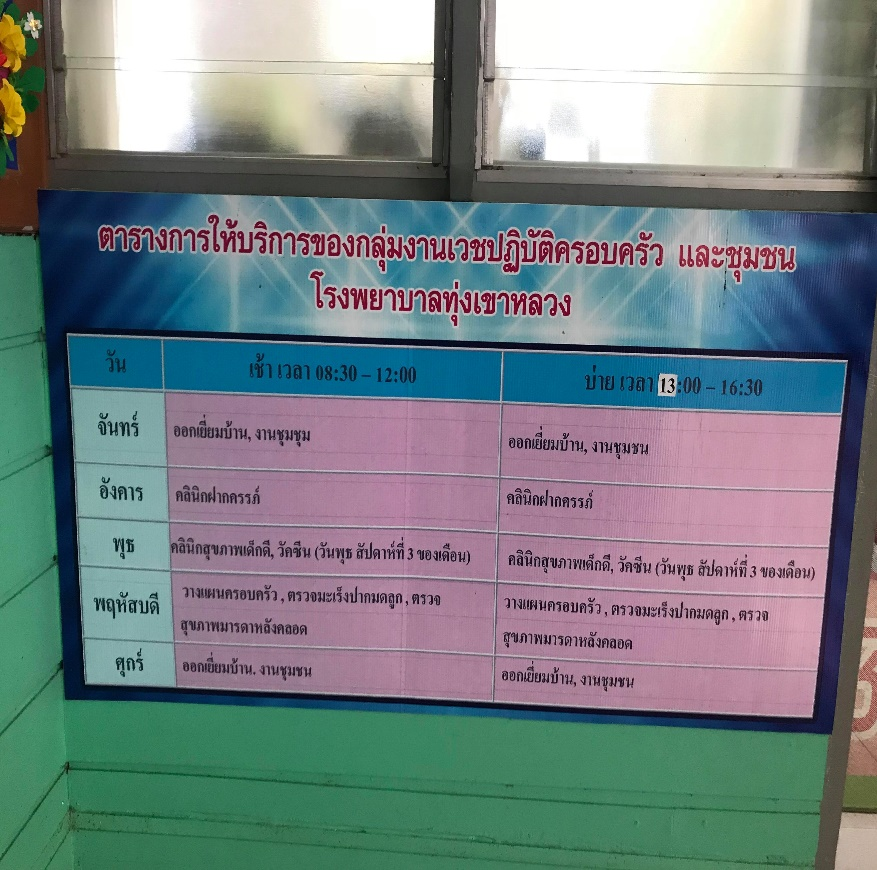 ตารางการให้บริการของกลุ่มงานเวชปฏิบัติครอบครัว และชุมชน
โรงพยาบาลทุ่งเขาหลวง
วัน เช้า เวลา 08:30 – 12:00 บ่าย เวลา 13:00 – 16:30
จันทร์ ออกเยี่ยมบ้าน, งานชุมชุม ออกเยี่ยมบ้าน, งานชุมชน
อังคาร คลินิกฝากครรภ์ คลินิกฝากครรภ์
พุธ คลินิกสุขภาพเด็กดี, วัคซีน (วันพุธ สัปดาห์ที่ 3 ของเดือน) คลินิกสุขภาพเด็กดี, วัคซีน (วันพุธ สัปดาห์ที่ 3 ของเดือน)
พฤหัสบดี วางแผนครอบครัว , ตรวจมะเร็งปากมดลูก , ตรวจ วางแผนครอบครัว , ตรวจมะเร็งปากมดลูก , ตรวจ
สุขภาพมารดาหลังคลอด สุขภาพมารดาหลังคลอด
ศุกร์ ออกเยี่ยมบ้าน. งานชุมชน ออกเยี่ยมบ้าน, งานชุมชน